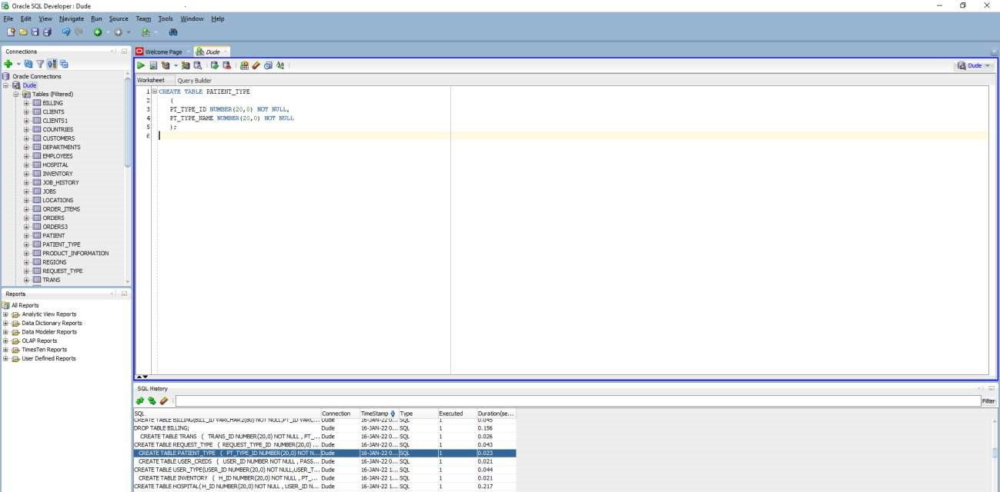 Oracle SQL Developer : Dude
File Edit View Navigate Run Source Team Tools Window Help
Connections
Oracle Connections
Dude
Tables (Filtered)
BILLING
CLIENTS
CLIENTS1
COUNTRIES
CUSTOMERS
DEPARTMENTS
EMPLOYEES
HOSPITAL
INVENTORY
JOB_HISTORY
JOBS
LOCATIONS
ORDER_ITEMS
ORDERS
ORDERS3
PATIENT
PATIENT_TYPE
PRODUCT_INFORMATION
REGIONS
REQUEST_TYPE
TRANS
Reports
All Reports
Analytic View Reports
Data Dictionary Reports
Data Modeler Reports
OLAP Reports
TimesTen Reports
User Defined Reports
Welcome Page Dude
Dude
Worksheet Query Builder
1 CREATE TABLE PATIENT_TYPE
2 (
3 PT_TYPE_ID NUMBER(20,0) NOT NULL,
4 PT_TYPE_NAME NUMBER(20,0) NOT NULL
5 );
6
SQL History
Filter
SQL Connection TimeStamp Type Executed Duration(se...
CREATE TABLE BILLING(BILL_ID VARCHAR2(60) NOT NULL,PT_ID VARC... Dude 16-JAN-22 0... SQL 1 0.045
DROP TABLE BILLING; Dude 16-JAN-22 0... SQL 1 0.156
CREATE TABLE TRANS ( TRANS_ID NUMBER(20,0) NOT NULL , PT_... Dude 16-JAN-22 0... SQL 1 0.026
CREATE TABLE REQUEST_TYPE ( REQUEST_TYPE_ID NUMBER(20,0) ... Dude 16-JAN-22 0... SQL 1 0.043
CREATE TABLE PATIENT_TYPE ( PT_TYPE_ID NUMBER(20,0) NOT N... Dude 16-JAN-22 0... SQL 1 0.023
CREATE TABLE USER_CREDS ( USER_ID NUMBER NOT NULL , PASS... Dude 16-JAN-22 0... SQL 1 0.021
CREATE TABLE USER_TYPE(USER_ID NUMBER(20,0) NOT NULL,USER_T... Dude 16-JAN-22 1... SQL 1 0.044
CREATE TABLE INVENTORY ( H_ID NUMBER(20,0) NOT NULL , PT_... Dude 16-JAN-22 1... SQL 1 0.021
CREATE TABLE HOSPITAL( H_ID NUMBER(20,0) NOT NULL , USER_ID N... Dude 16-JAN-22 1... SQL 1 0.217